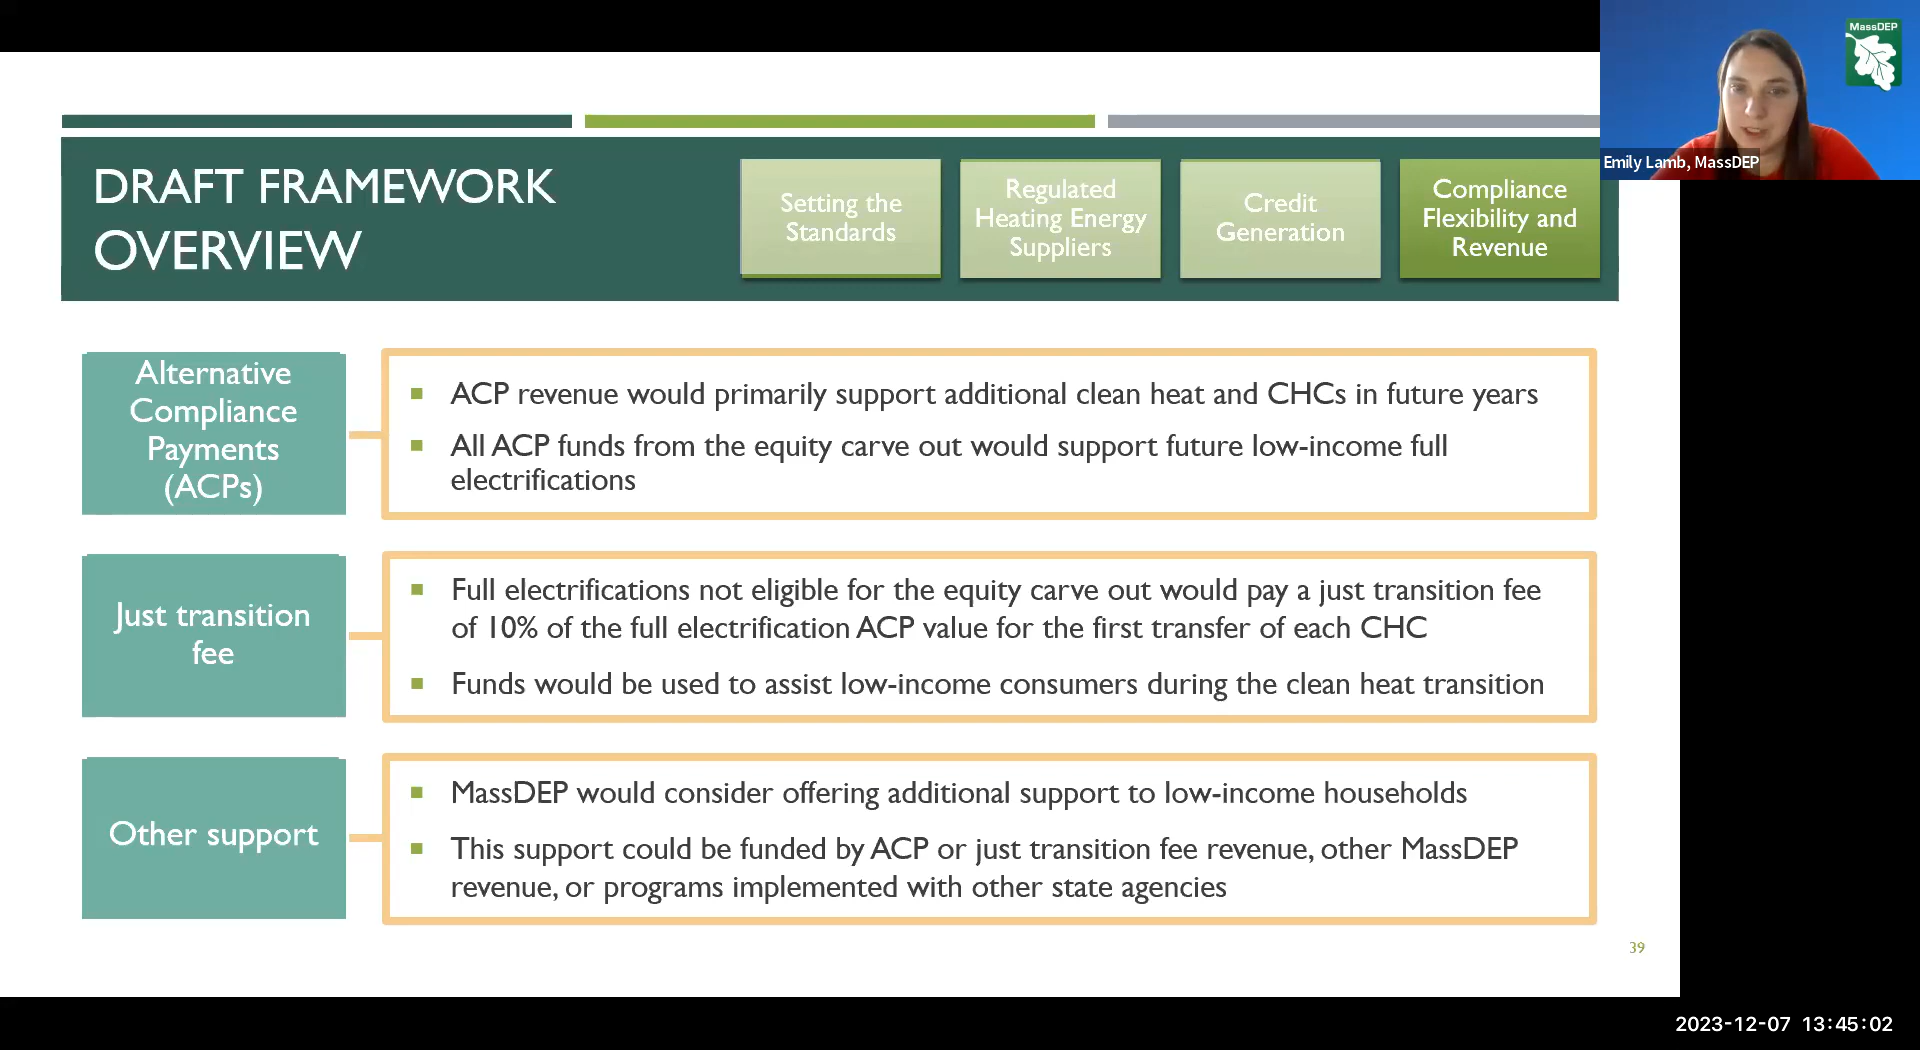 MassDEP
Emily Lamb, MassDEP
DRAFT FRAMEWORK
OVERVIEW
Setting the
Standards
Regulated
Heating Energy
Suppliers
Credit
Generation
Compliance
Flexibility and
Revenue
Alternative
Compliance
Payments
(ACPs)
▪ ACP revenue would primarily support additional clean heat and CHCs in future years
▪ All ACP funds from the equity carve out would support future low-income full
electrifications
Just transition
fee
▪ Full electrifications not eligible for the equity carve out would pay a just transition fee
of 10% of the full electrification ACP value for the first transfer of each CHC
▪ Funds would be used to assist low-income consumers during the clean heat transition
Other support
▪ MassDEP would consider offering additional support to low-income households
▪ This support could be funded by ACP or just transition fee revenue, other MassDEP
revenue, or programs implemented with other state agencies
39
2023-12-07 13:45:02